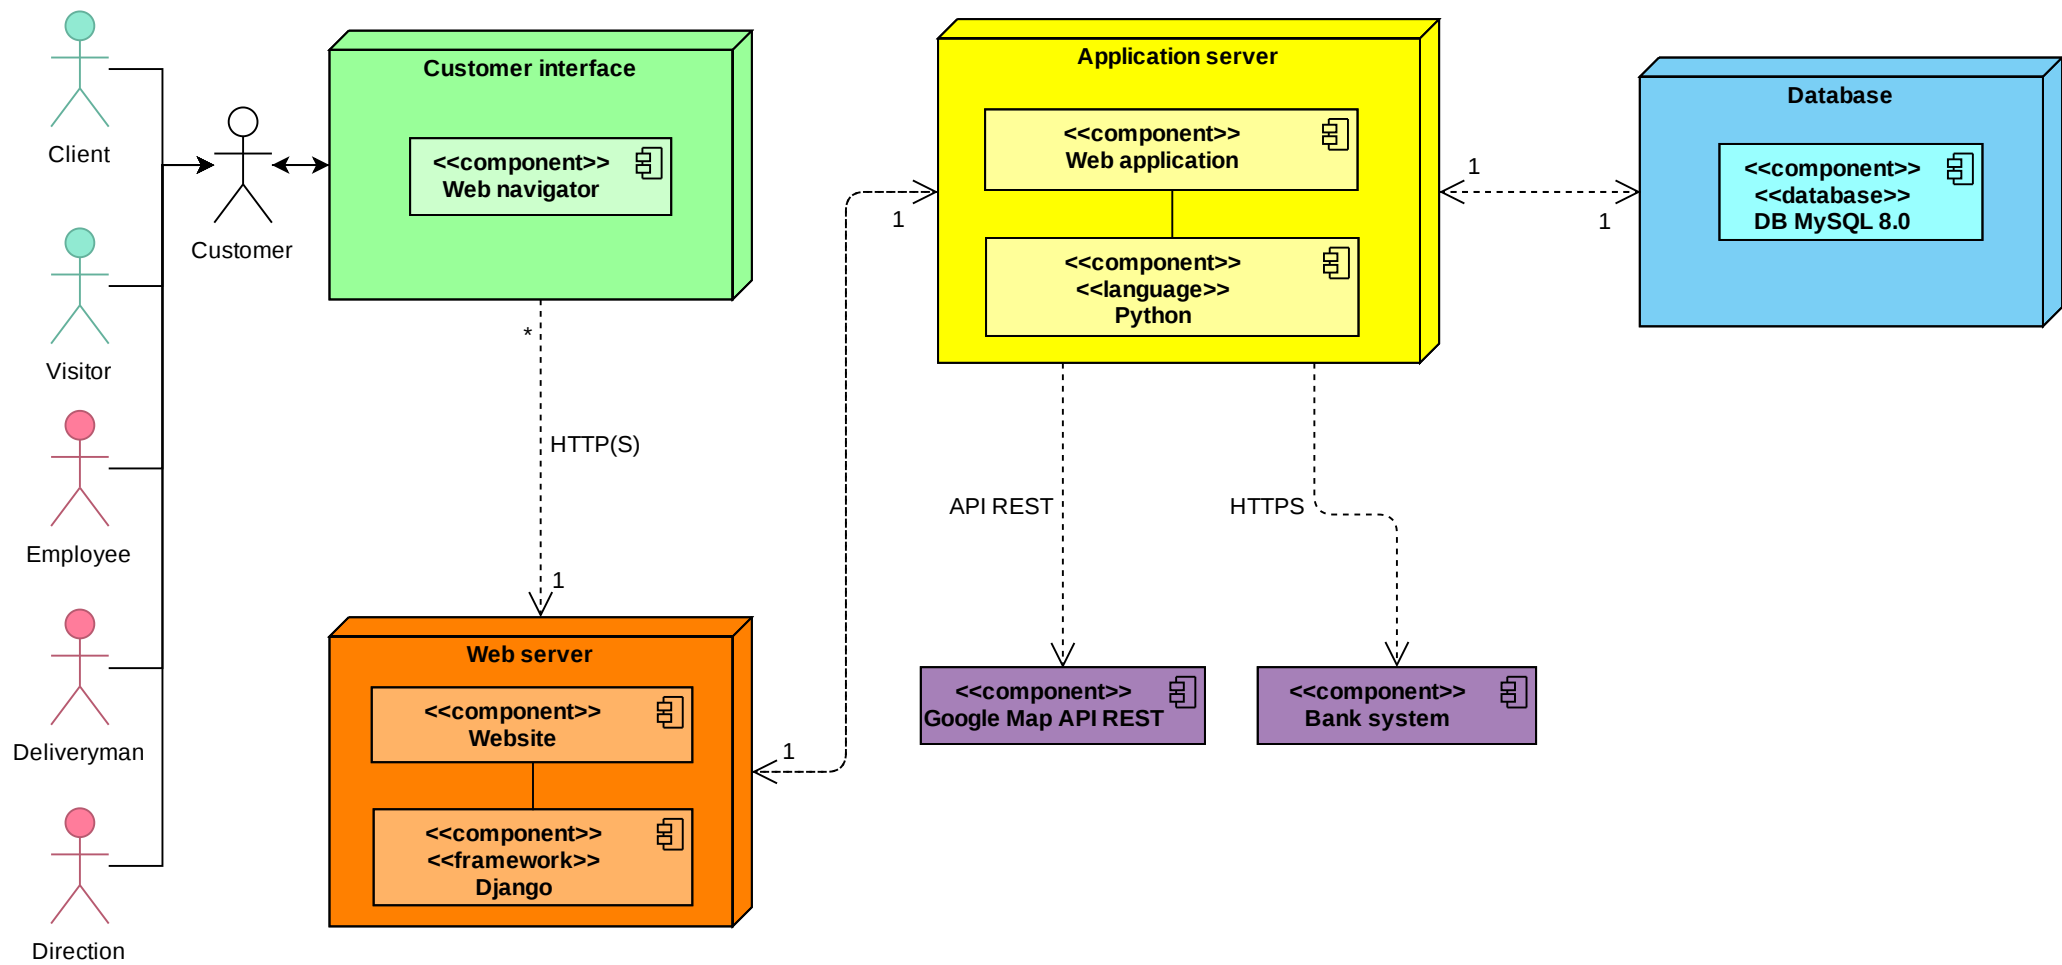 Client
Visitor
Employee
Deliveryman
Direction
Customer
Customer interface
<<component>>
Web navigator
*
HTTP(S)
1
Web server
<<component>>
Website
<<component>>
<<framework>>
Django
1
1
Application server
<<component>>
Web application
<<component>>
<<language>>
Python
API REST
HTTPS
<<component>>
Google Map API REST
<<component>>
Bank system
1
1
Database
<<component>>
<<database>>
DB MySQL 8.0